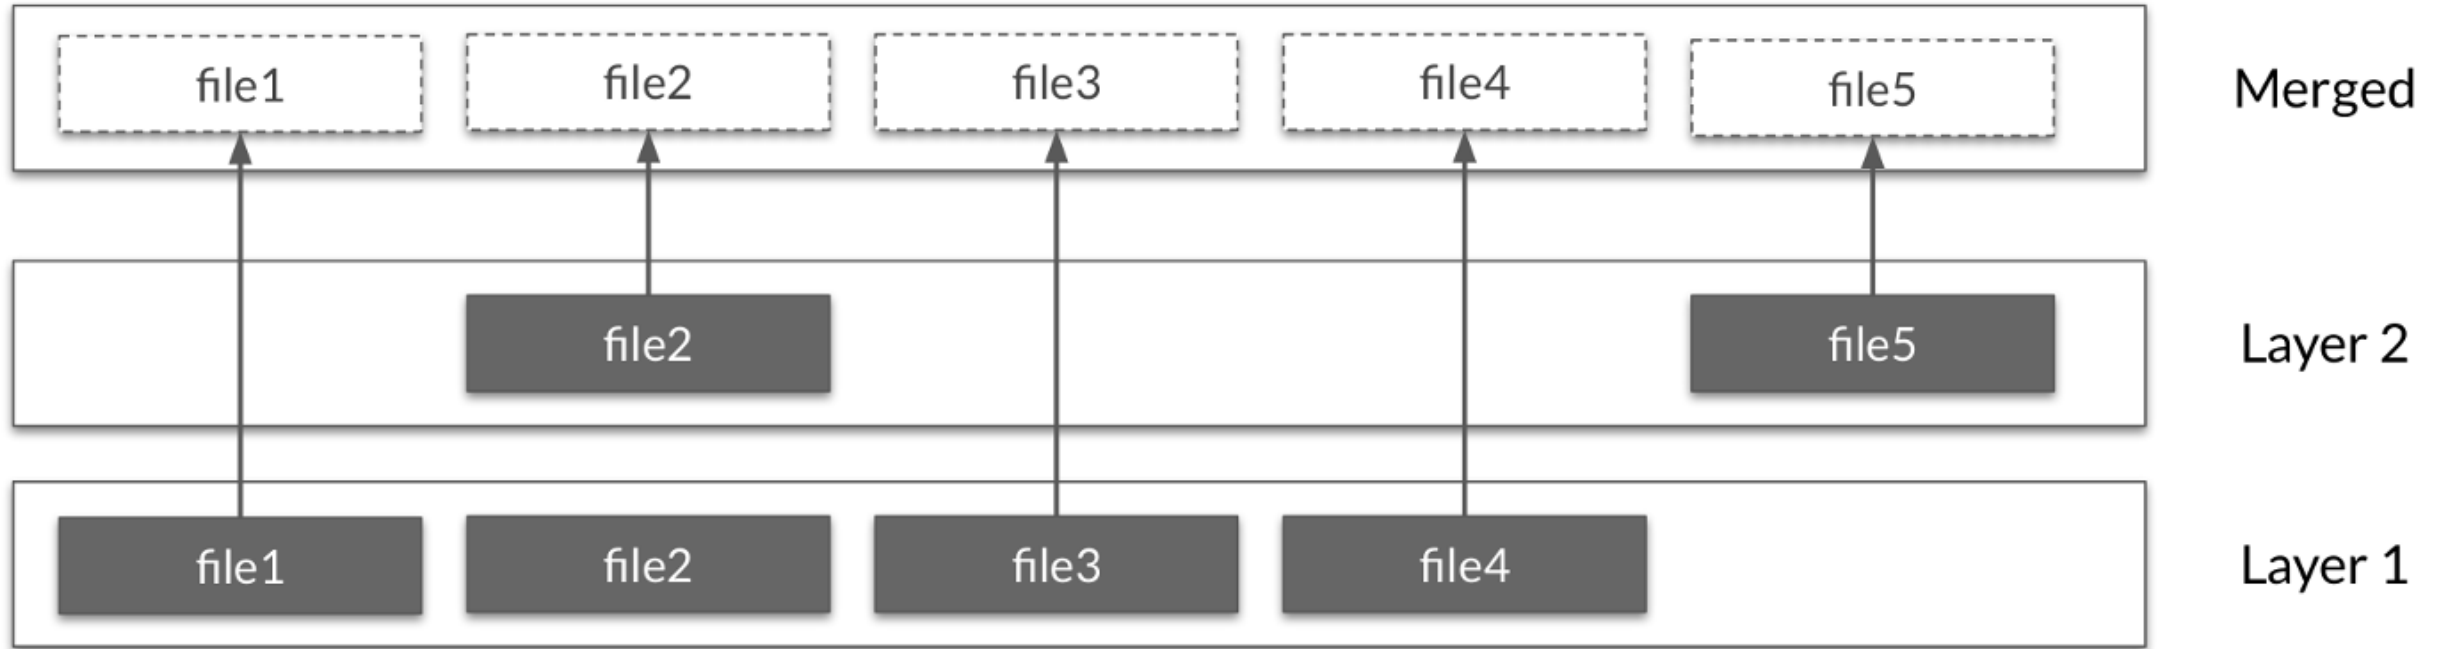 file1 file2 file3 file4 file5 Merged
file2 file5 Layer 2
file1 file2 file3 file4 Layer 1